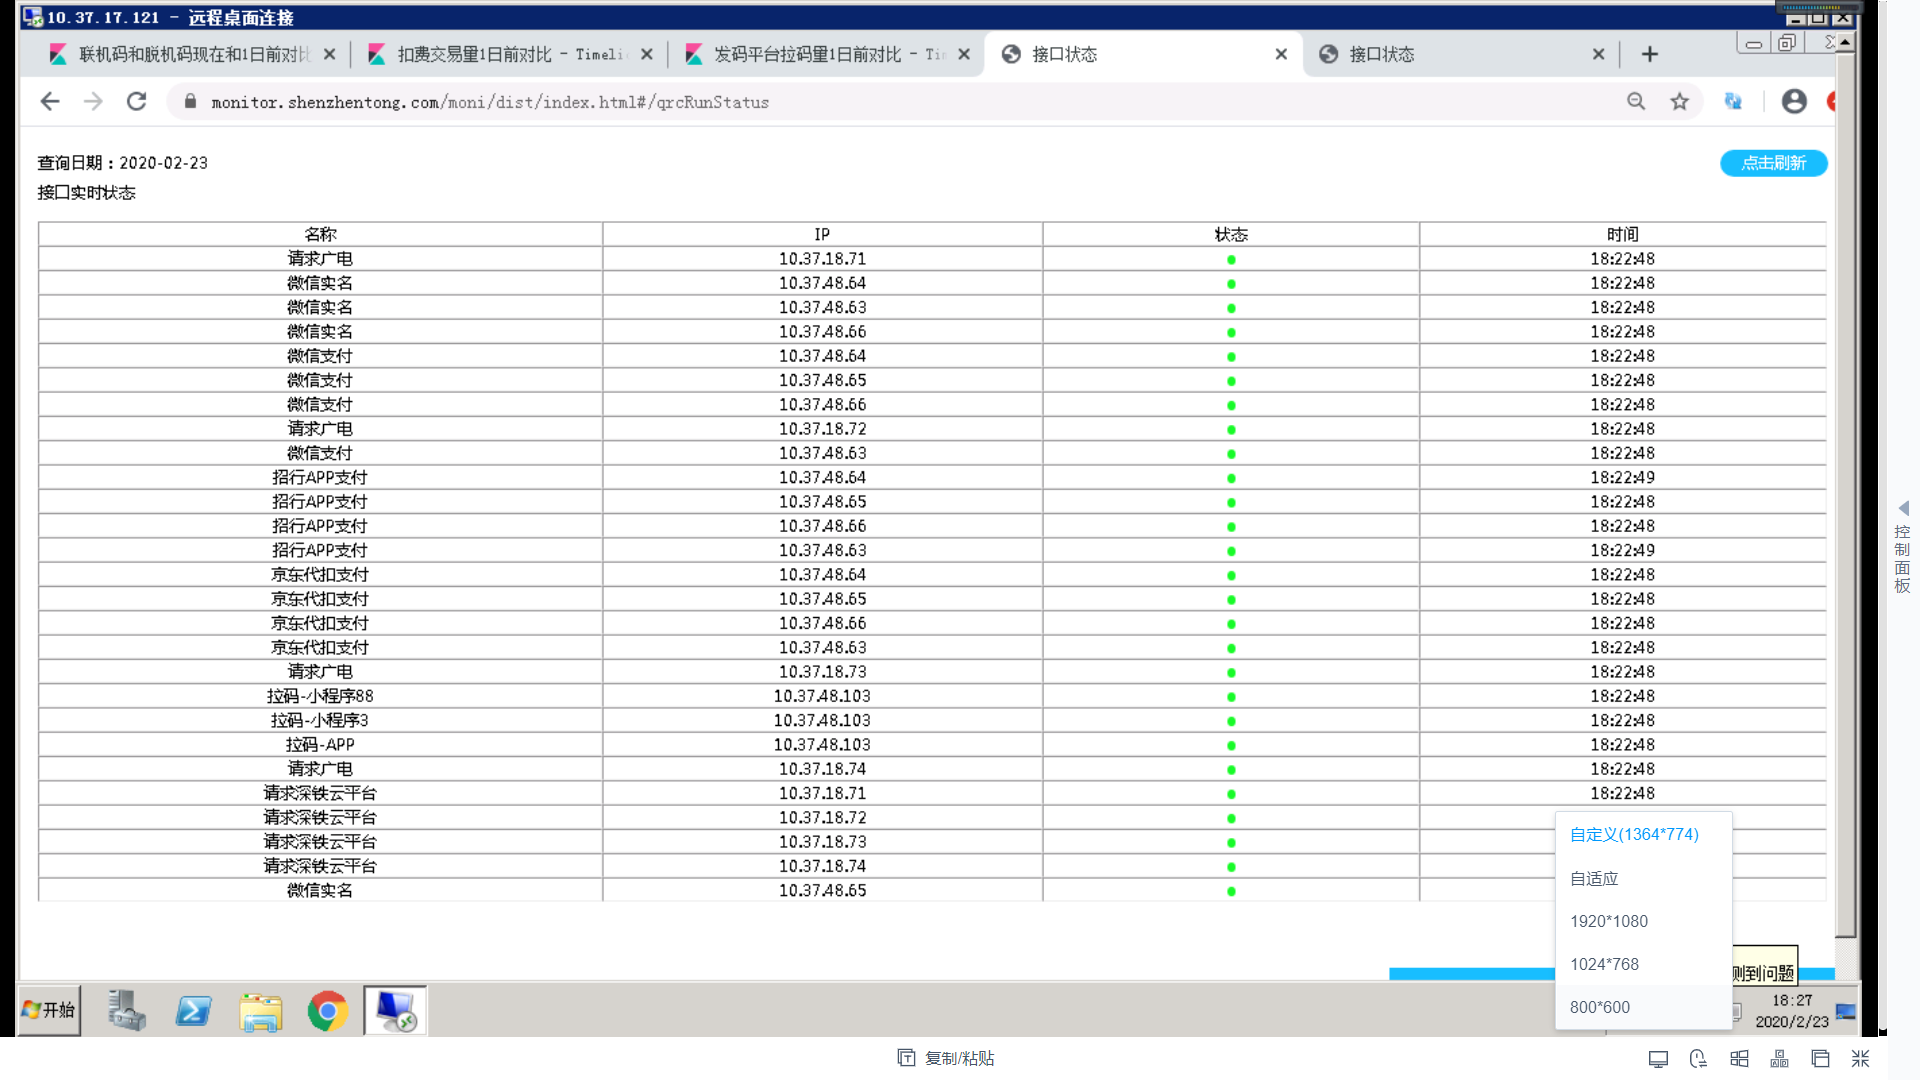 10.37.17.121 - 远程桌面连接
联机码和脱机码现在和1日前对比
扣费交易量1日前对比 - Timeli
发码平台拉码量1日前对比 - Tim
接口状态
接口状态
monitor.shenzhentong.com/moni/dist/index.html#/qrcRunStatus
查询日期：2020-02-23
点击刷新
接口实时状态
名称 IP 状态 时间
请求广电 10.37.18.71 18:22:48
微信实名 10.37.48.64 18:22:48
微信实名 10.37.48.63 18:22:48
微信实名 10.37.48.66 18:22:48
微信支付 10.37.48.64 18:22:48
微信支付 10.37.48.65 18:22:48
微信支付 10.37.48.66 18:22:48
请求广电 10.37.18.72 18:22:48
微信支付 10.37.48.63 18:22:48
招行APP支付 10.37.48.64 18:22:49
招行APP支付 10.37.48.65 18:22:48
招行APP支付 10.37.48.66 18:22:48
招行APP支付 10.37.48.63 18:22:49
京东代扣支付 10.37.48.64 18:22:48
京东代扣支付 10.37.48.65 18:22:48
京东代扣支付 10.37.48.66 18:22:48
京东代扣支付 10.37.48.63 18:22:48
请求广电 10.37.18.73 18:22:48
拉码-小程序88 10.37.48.103 18:22:48
拉码-小程序3 10.37.48.103 18:22:48
拉码-APP 10.37.48.103 18:22:48
请求广电 10.37.18.74 18:22:48
请求深铁云平台 10.37.18.71 18:22:48
请求深铁云平台 10.37.18.72
请求深铁云平台 10.37.18.73
请求深铁云平台 10.37.18.74
微信实名 10.37.48.65
自定义(1364*774)
自适应
1920*1080
1024*768
800*600
测到问题
控制面板
开始
18:27
2020/2/23
复制/粘贴